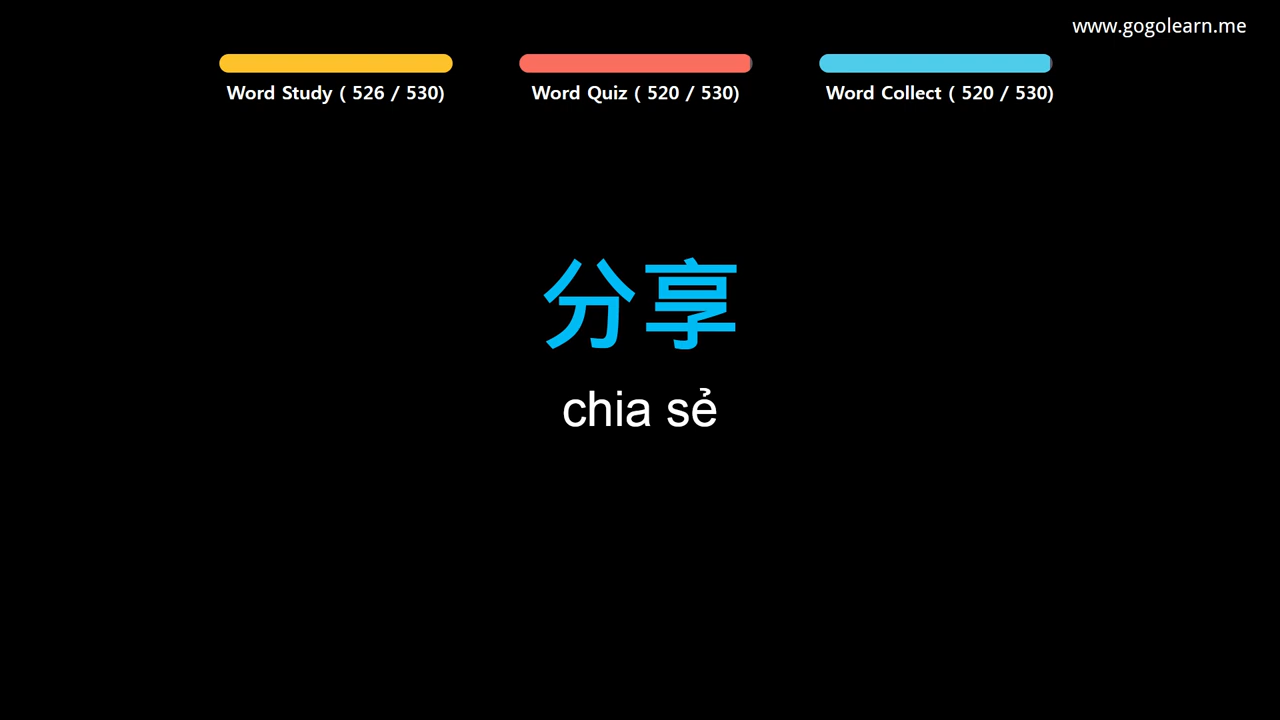 www.gogolearn.me
Word Study ( 526 / 530)
Word Quiz ( 520 / 530)
Word Collect ( 520 / 530)
分享
chia sẻ